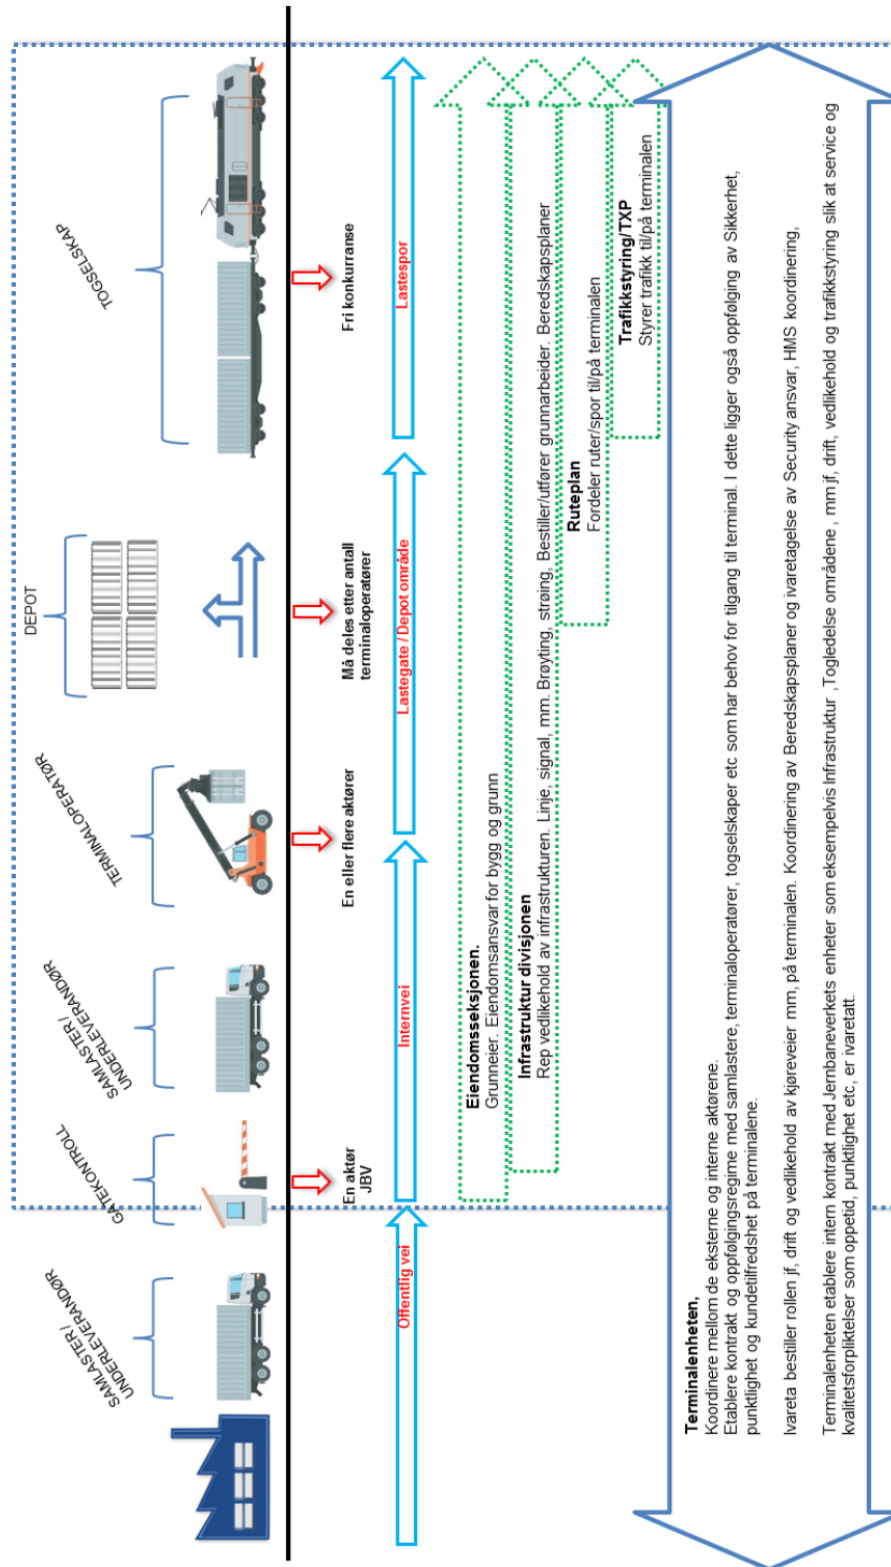 SAMLASTER /
UNDERLEVERANDØR
GATEKONTROLL
SAMLASTER /
UNDERLEVERANDØR
TERMINALOPERATØR
DEPOT
TOGSELSKAP
En aktør
JBV
En eller flere aktører
Må deles etter antall
terminaloperatører
Fri konkurranse
Offentlig vei
Internvei
Lastegate / Depot område
Lastespor
Eiendomsseksjonen.
Grunneier. Eiendomsansvar for bygg og grunn
Infrastruktur divisjonen
Rep vedlikehold av infrastrukturen. Linje, signal, mm. Brøyting, strøing, Bestiller/utfører grunnarbeider. Beredskapsplaner
Ruteplan
Fordeler ruter/spor til/på terminalen
Trafikkstyring/TXP
Styrer trafikk til/på terminalen
Terminalenheten,
Koordinere mellom de eksterne og interne aktørene.
Etablere kontrakt og oppfølgingsregime med samlastere, terminaloperatører, togselskaper etc som har behov for tilgang til terminal. I dette ligger også oppfølging av Sikkerhet,
punktlighet og kundetilfredshet på terminalene.
Ivareta bestiller rollen jf, drift og vedlikehold av kjøreveier mm, på terminalen. Koordinering av Beredskapsplaner og ivaretagelse av Security ansvar, HMS koordinering,
Terminalenheten etablere intern kontrakt med Jernbaneverkets enheter som eksempelvis Infrastruktur , Togledelse områdene , mm jf, drift, vedlikehold og trafikkstyring slik at service og
kvalitetsforpliktelser som oppetid, punktlighet etc, er ivaretatt.